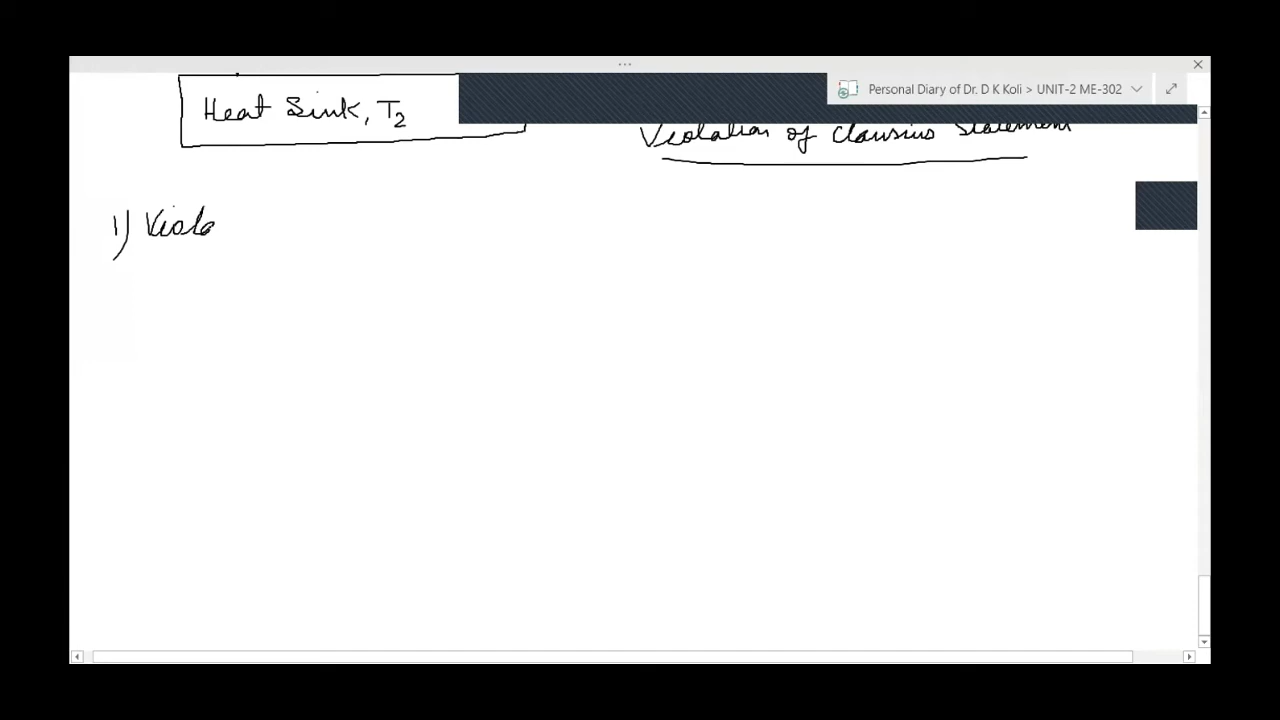 Personal Diary of Dr. D K Koli > UNIT-2 ME-302
Heat Sink, T2
Violation of Clausius Statement
1) Viola